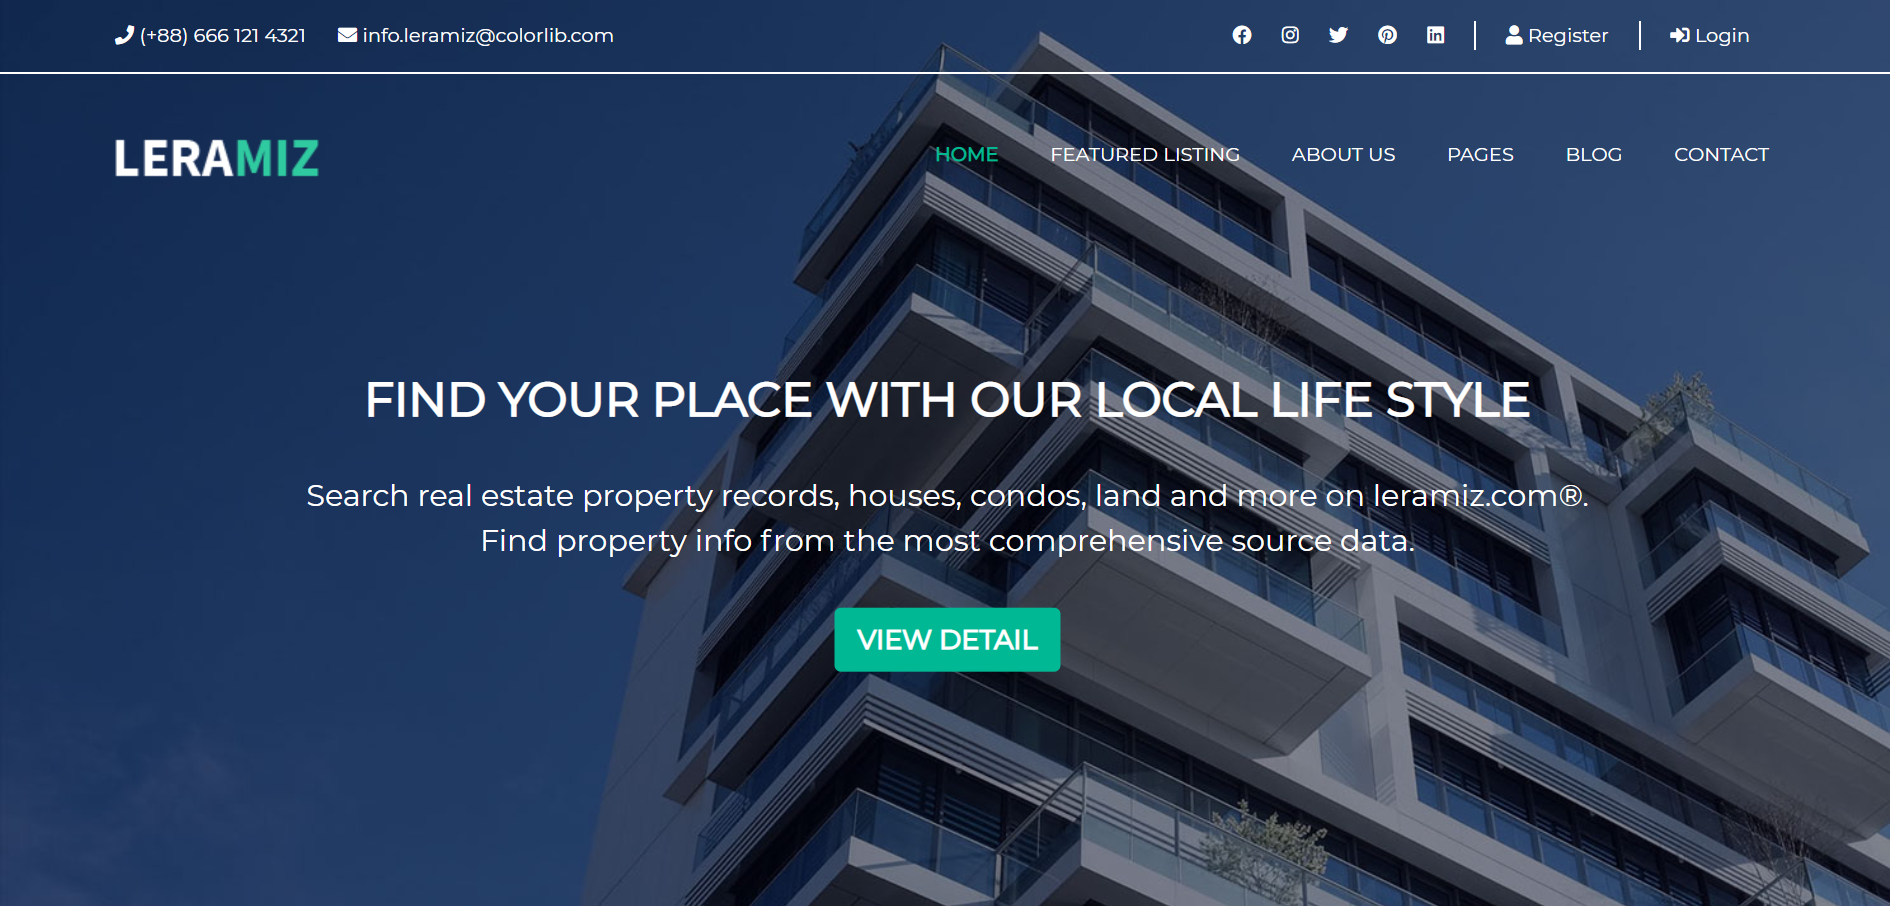 (+88) 666 121 4321 info.leramiz@colorlib.com Register Login
LERAMIZ HOME FEATURED LISTING ABOUT US PAGES BLOG CONTACT
FIND YOUR PLACE WITH OUR LOCAL LIFE STYLE
Search real estate property records, houses, condos, land and more on leramiz.com®.
Find property info from the most comprehensive source data.
VIEW DETAIL